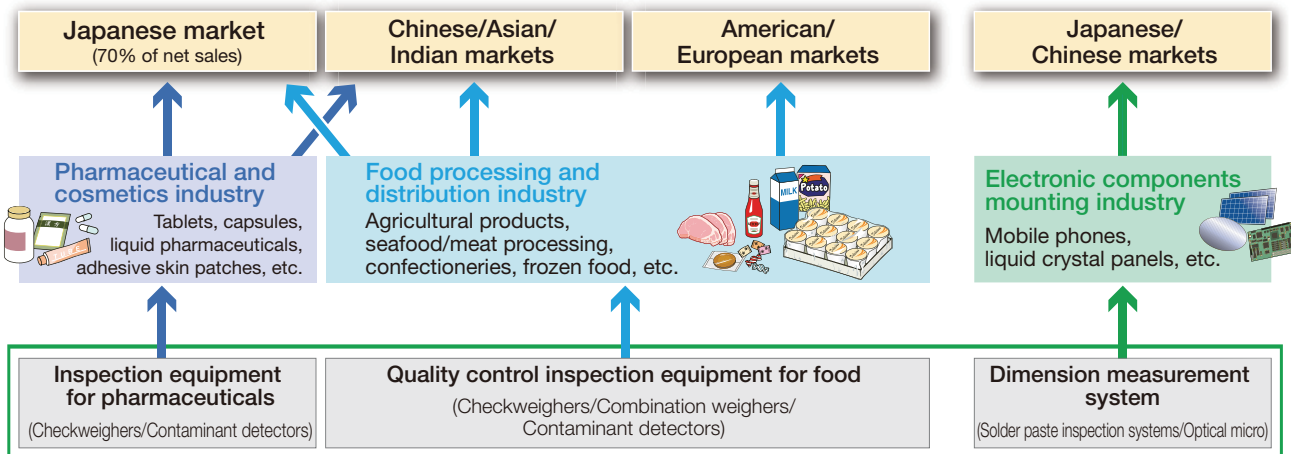 Japanese market
(70% of net sales)
Chinese/Asian/
Indian markets
American/
European markets
Japanese/
Chinese markets
Pharmaceutical and
cosmetics industry
Tablets, capsules,
liquid pharmaceuticals,
adhesive skin patches, etc.
Food processing and
distribution industry
Agricultural products,
seafood/meat processing,
confectioneries, frozen food, etc.
MILK
Potato
Electronic components
mounting industry
Mobile phones,
liquid crystal panels, etc.
Inspection equipment
for pharmaceuticals
(Checkweighers/Contaminant detectors)
Quality control inspection equipment for food
(Checkweighers/Combination weighers/
Contaminant detectors)
Dimension measurement
system
(Solder paste inspection systems/Optical micro)